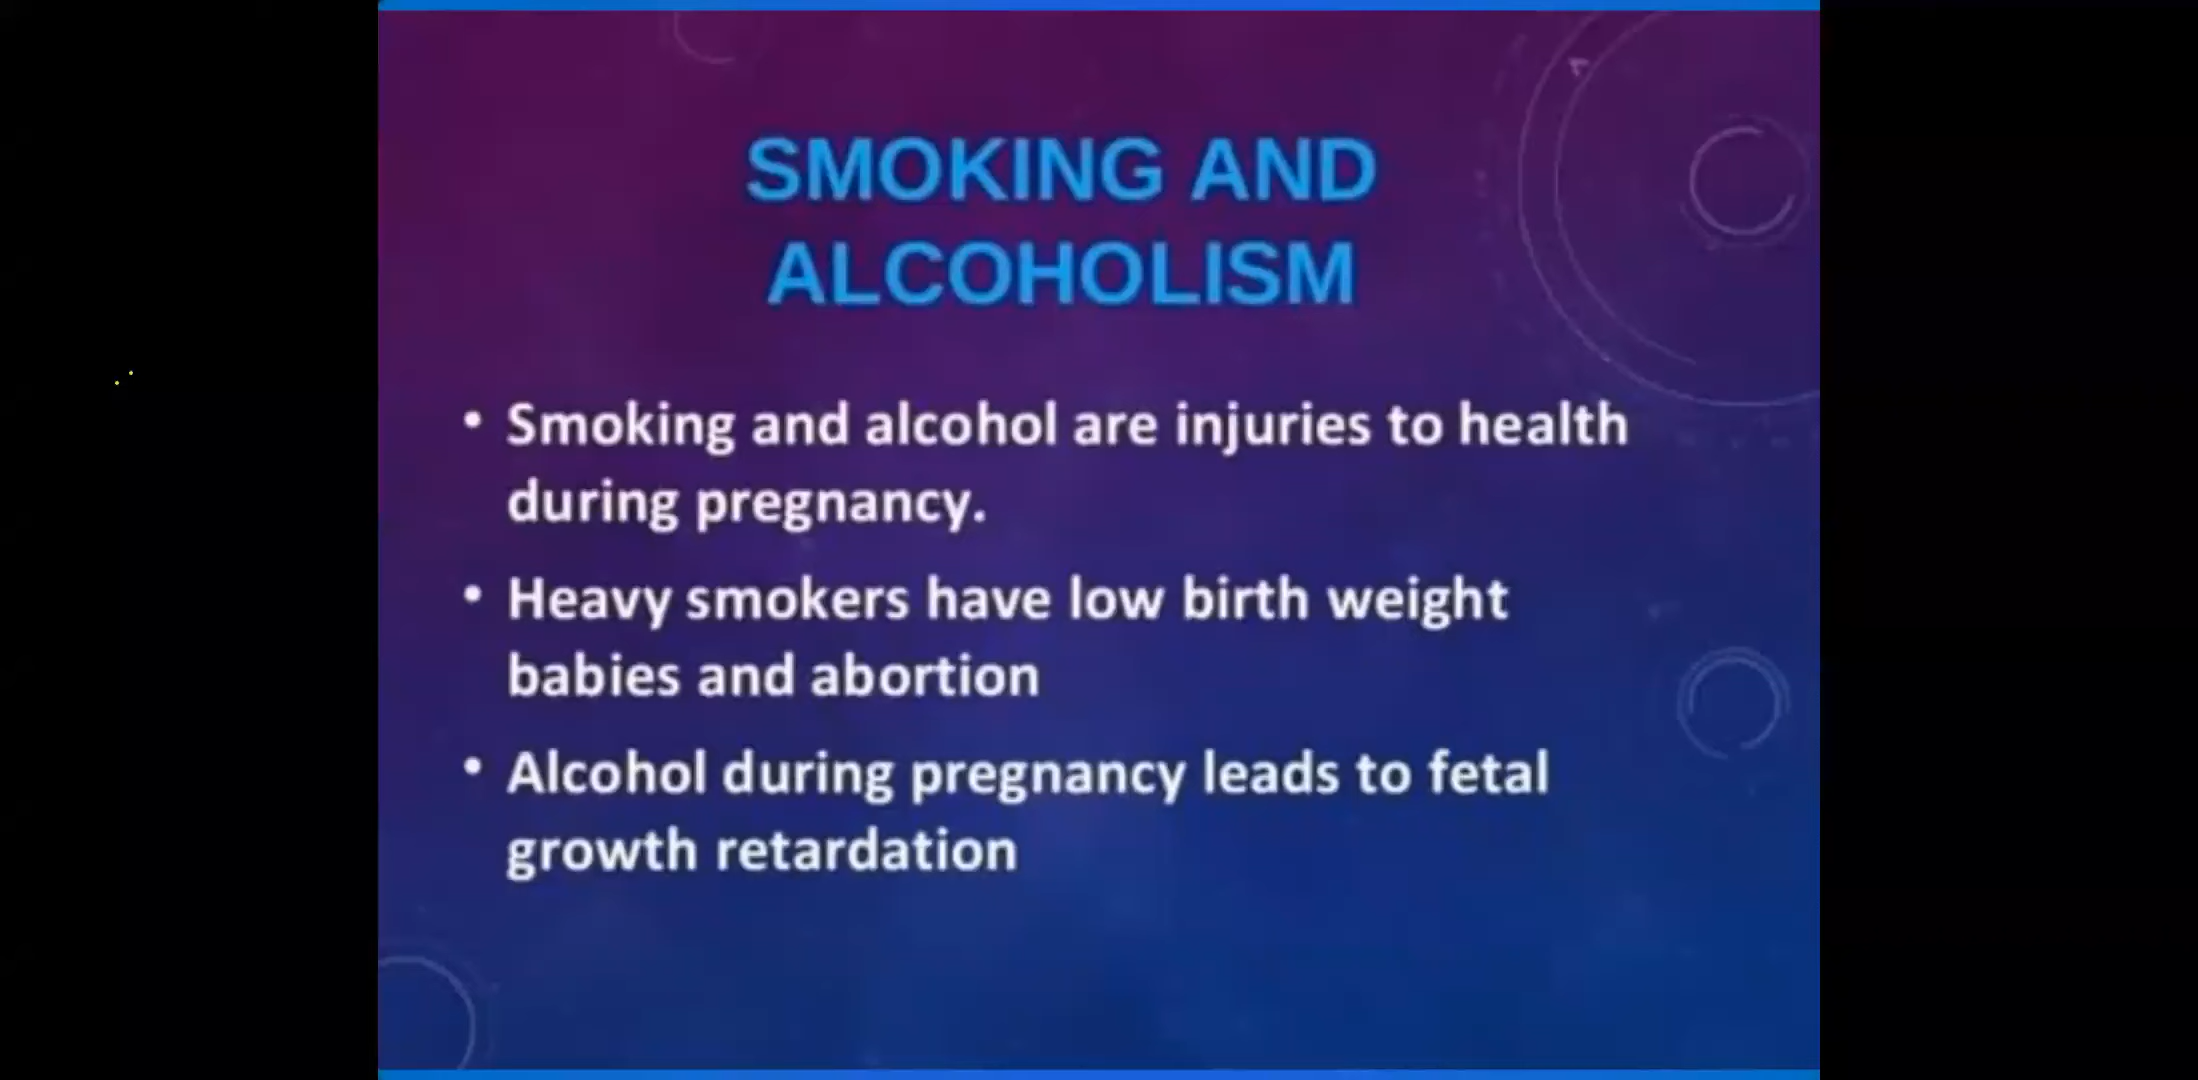 SMOKING AND
ALCOHOLISM
• Smoking and alcohol are injuries to health
during pregnancy.
• Heavy smokers have low birth weight
babies and abortion
• Alcohol during pregnancy leads to fetal
growth retardation